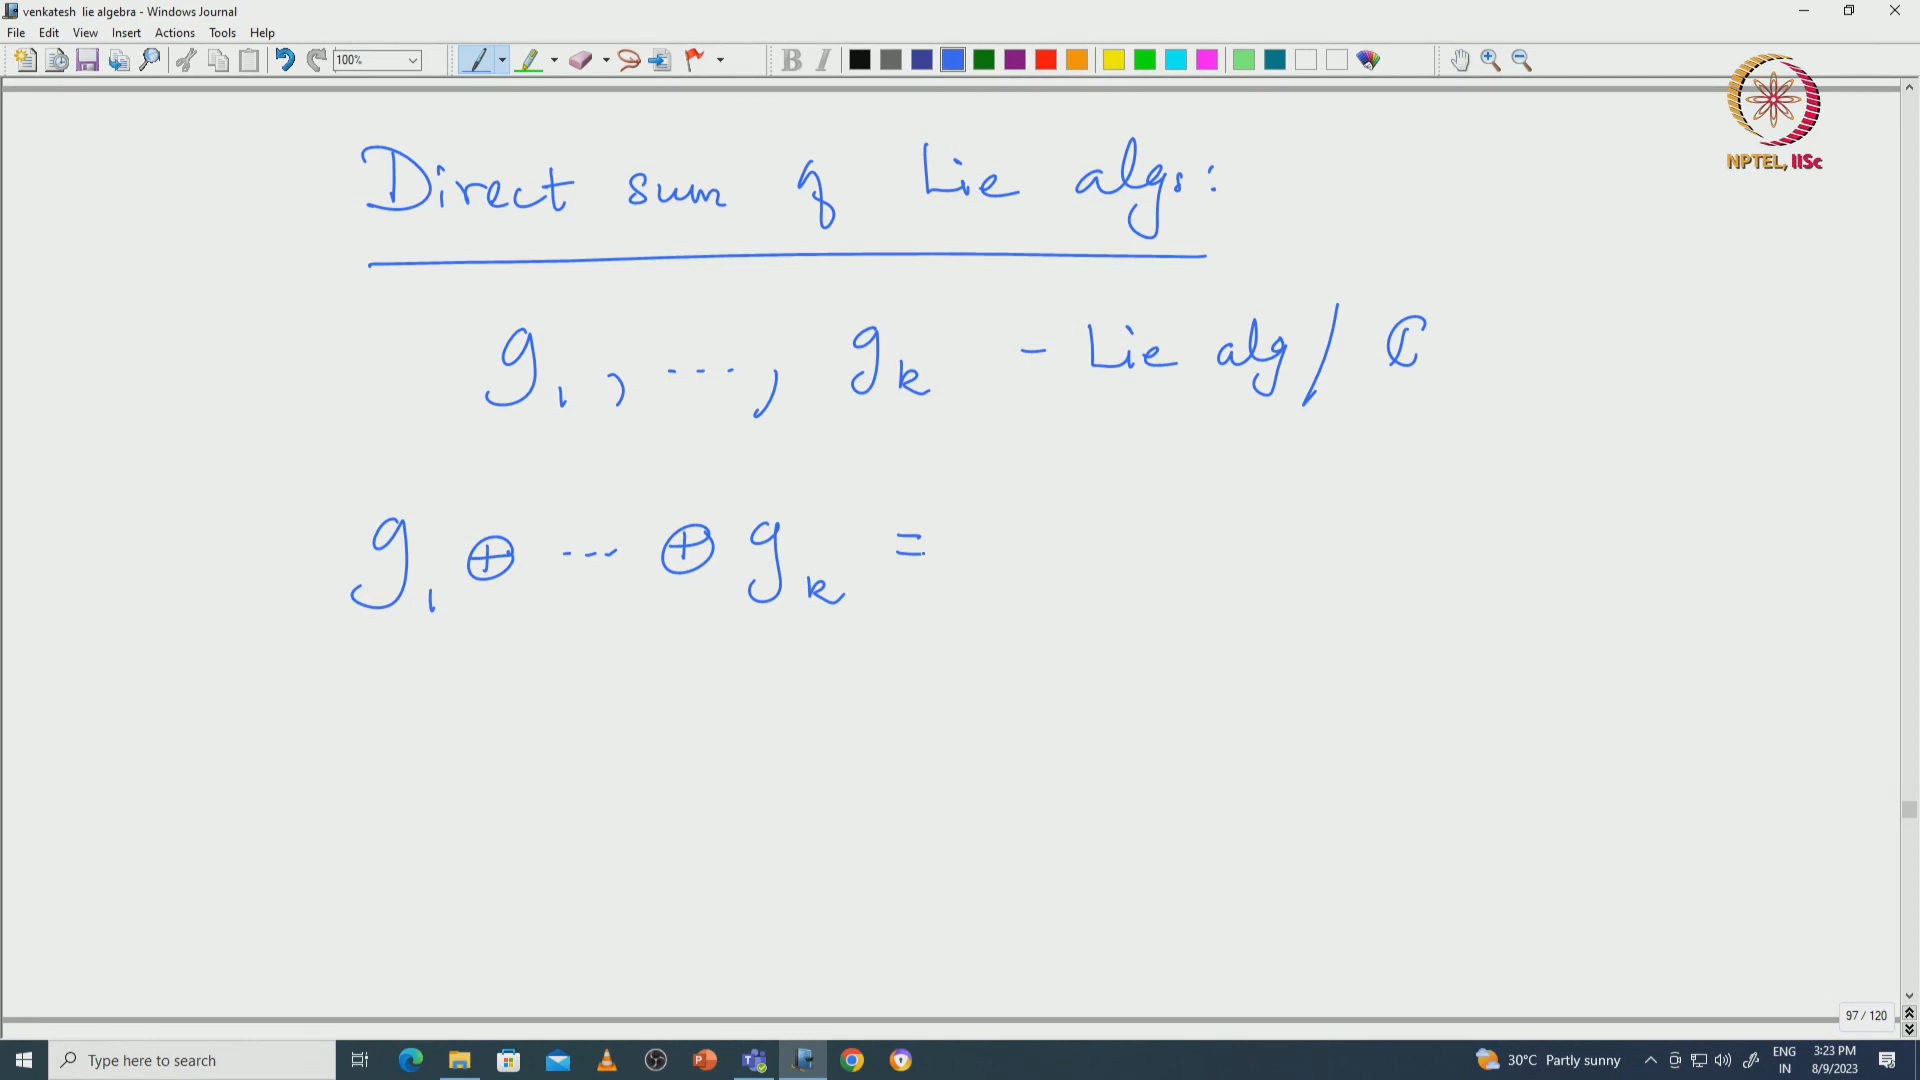 venkatesh lie algebra - Windows Journal
File Edit View Insert Actions Tools Help
100%
B I
NPTEL, IISc
Direct sum of Lie algs:
g₁, ..., gₖ - Lie alg / ℂ
g₁ ⊕ ... ⊕ gₖ =
97 / 120
Type here to search
30°C Partly sunny
ENG
IN
3:23 PM
8/9/2023